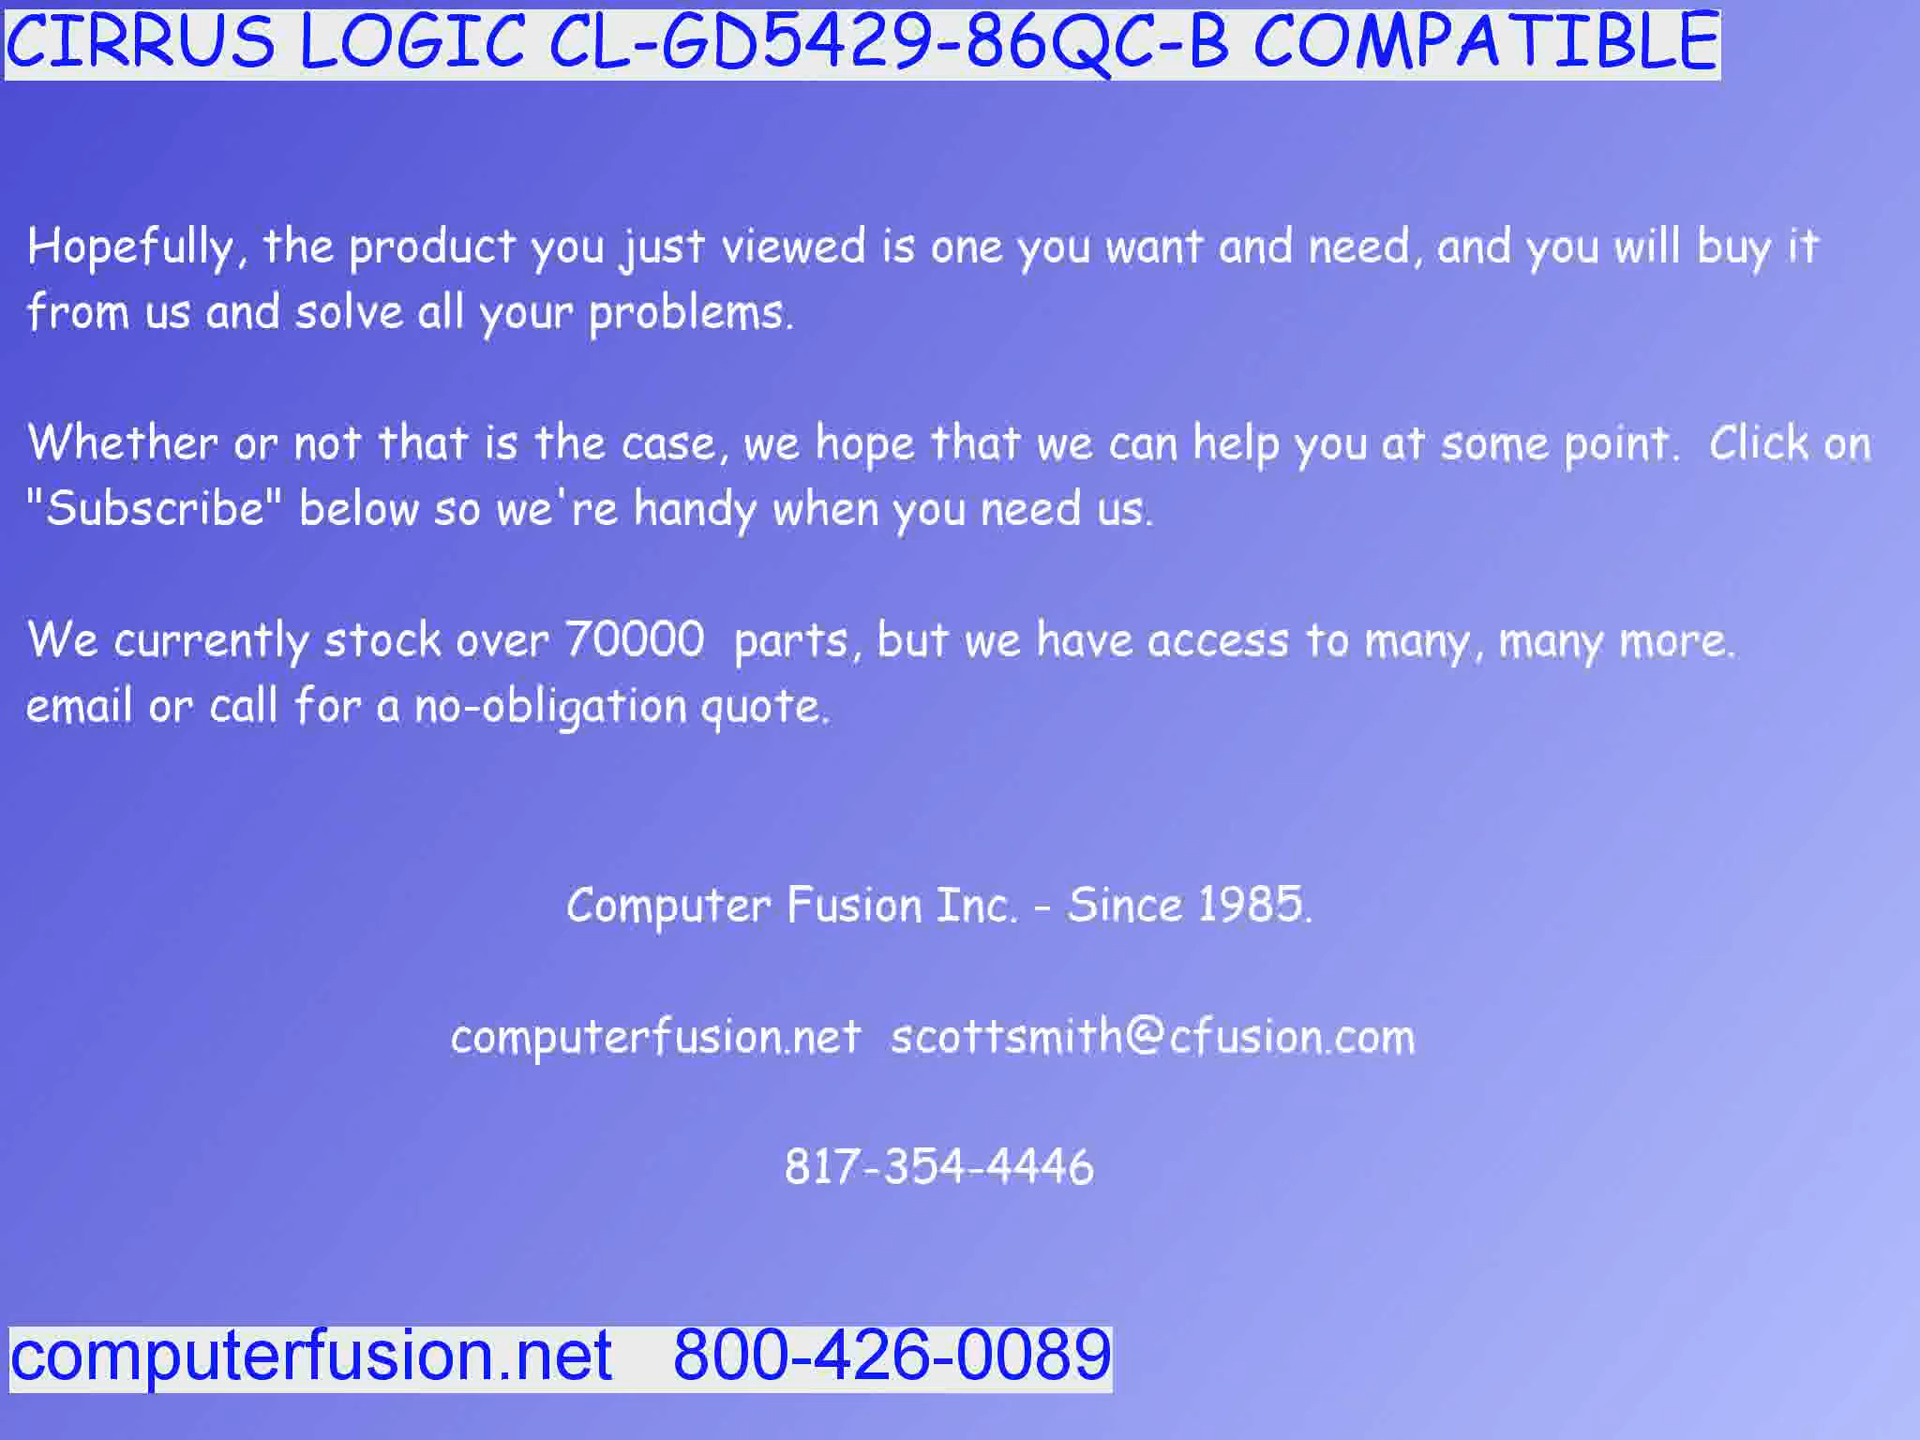 CIRRUS LOGIC CL-GD5429-86QC-B COMPATIBLE
Hopefully, the product you just viewed is one you want and need, and you will buy it
from us and solve all your problems.
Whether or not that is the case, we hope that we can help you at some point.  Click on
"Subscribe" below so we're handy when you need us.
We currently stock over 70000  parts, but we have access to many, many more.
email or call for a no-obligation quote.
Computer Fusion Inc. - Since 1985.
computerfusion.net  scottsmith@cfusion.com
817-354-4446
computerfusion.net   800-426-0089